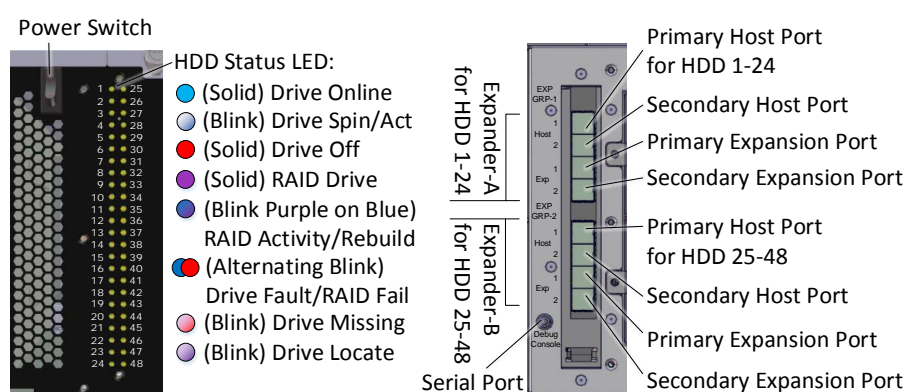 Power Switch
HDD Status LED:
(Solid) Drive Online
(Blink) Drive Spin/Act
(Solid) Drive Off
(Solid) RAID Drive
(Blink Purple on Blue)
RAID Activity/Rebuild
(Alternating Blink)
Drive Fault/RAID Fail
(Blink) Drive Missing
(Blink) Drive Locate
1 25
2 26
3 27
4 28
5 29
6 30
7 31
8 32
9 33
10 34
11 35
12 36
13 37
14 38
15 39
16 40
17 41
18 42
19 43
20 44
21 45
22 46
23 47
24 48
Expander-A
for HDD 1-24
Expander-B
for HDD 25-48
EXP
GRP-1
1
Host
2
1
Exp
2
EXP
GRP-2
1
Host
2
1
Exp
2
Debug
Console
Serial Port
Primary Host Port
for HDD 1-24
Secondary Host Port
Primary Expansion Port
Secondary Expansion Port
Primary Host Port
for HDD 25-48
Secondary Host Port
Primary Expansion Port
Secondary Expansion Port